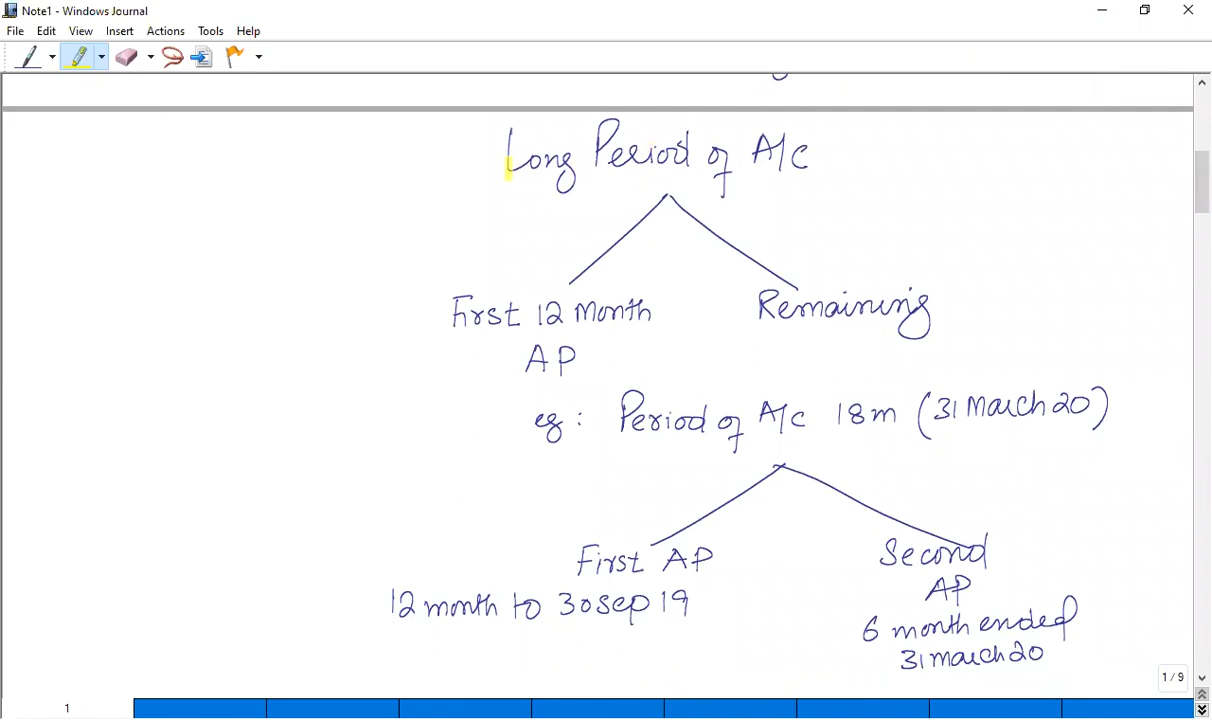 Note1 - Windows Journal
File Edit View Insert Actions Tools Help
Long Period of A/c
First 12 Month Remaining
AP
eg: Period of A/c 18m (31 March 20)
First AP Second
AP
12 month to 30 Sep 19
6 month ended
31 march 20
1 / 9
1